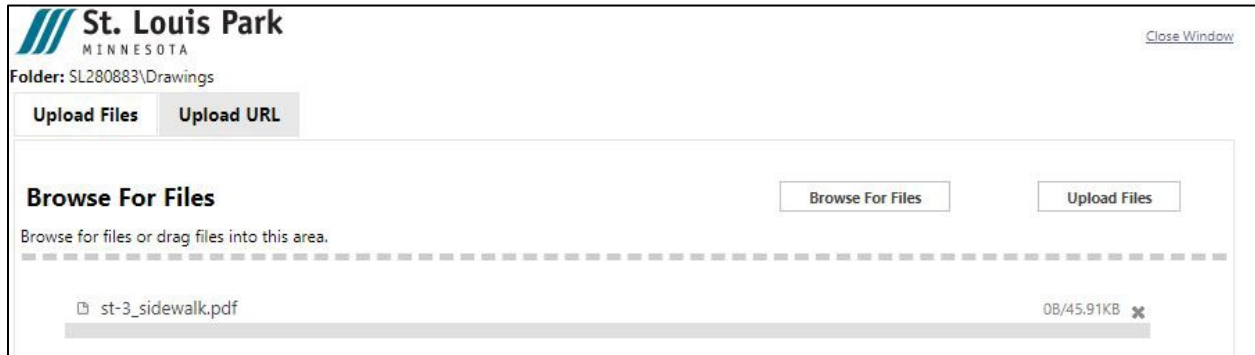 St. Louis Park
MINNESOTA
Close Window
Folder: SL280883\Drawings
Upload Files Upload URL
Browse For Files Browse For Files Upload Files
Browse for files or drag files into this area.
st-3_sidewalk.pdf 0B/45.91KB